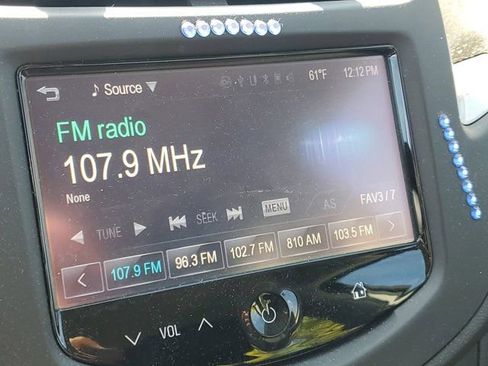 Source 61°F 12:12 PM
FM radio
107.9 MHz
None
TUNE SEEK MENU AS FAV3 / 7
107.9 FM 96.3 FM 102.7 FM 810 AM 103.5 FM
VOL